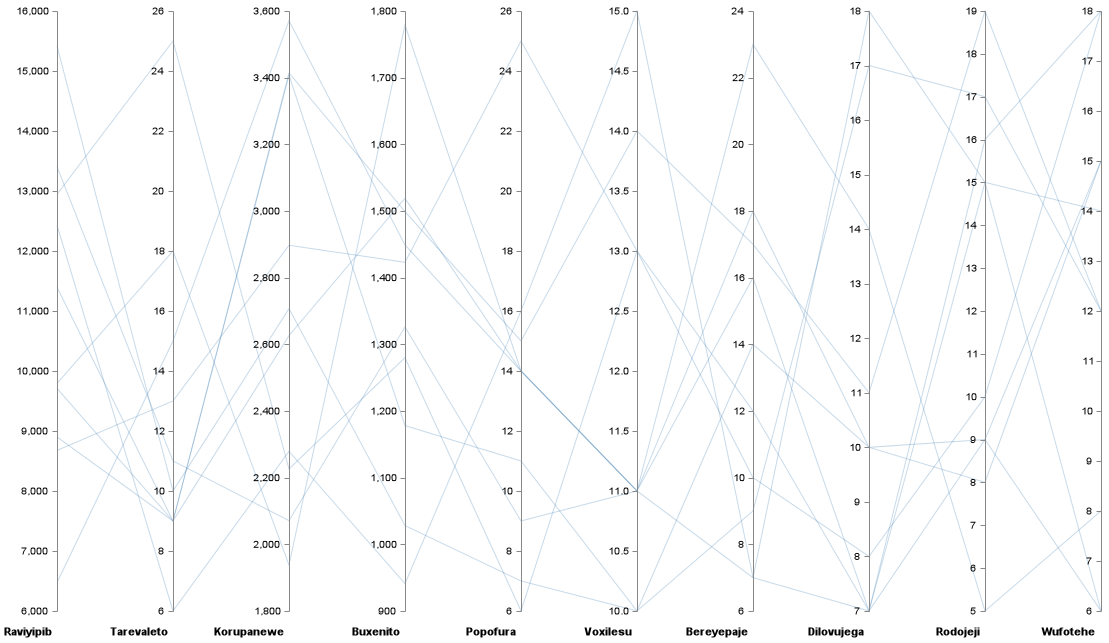 16,000 26 3,600 1,800 26 15.0 24 18 19 18
15,000 24 3,400 1,700 24 14.5 22 17 18 17
14,000 22 3,200 1,600 22 14.0 20 16 17 16
13,000 20 3,000 1,500 20 13.5 18 15 16 15
12,000 18 2,800 1,400 18 13.0 16 14 15 14
11,000 16 2,600 1,300 16 12.5 14 13 14 13
10,000 14 2,400 1,200 14 12.0 12 12 13 12
9,000 12 2,200 1,100 12 11.5 10 11 12 11
8,000 10 2,000 1,000 10 11.0 8 10 11 10
7,000 8 1,800 900 8 10.5 6 9 10 9
6,000 6 6 10.0 8 9 8
7 8 7
7 6
6
5
Raviyipib Tarevaleto Korupanewe Buxenito Popofura Voxilesu Bereyepaje Dilovujega Rodojeji Wufotehe